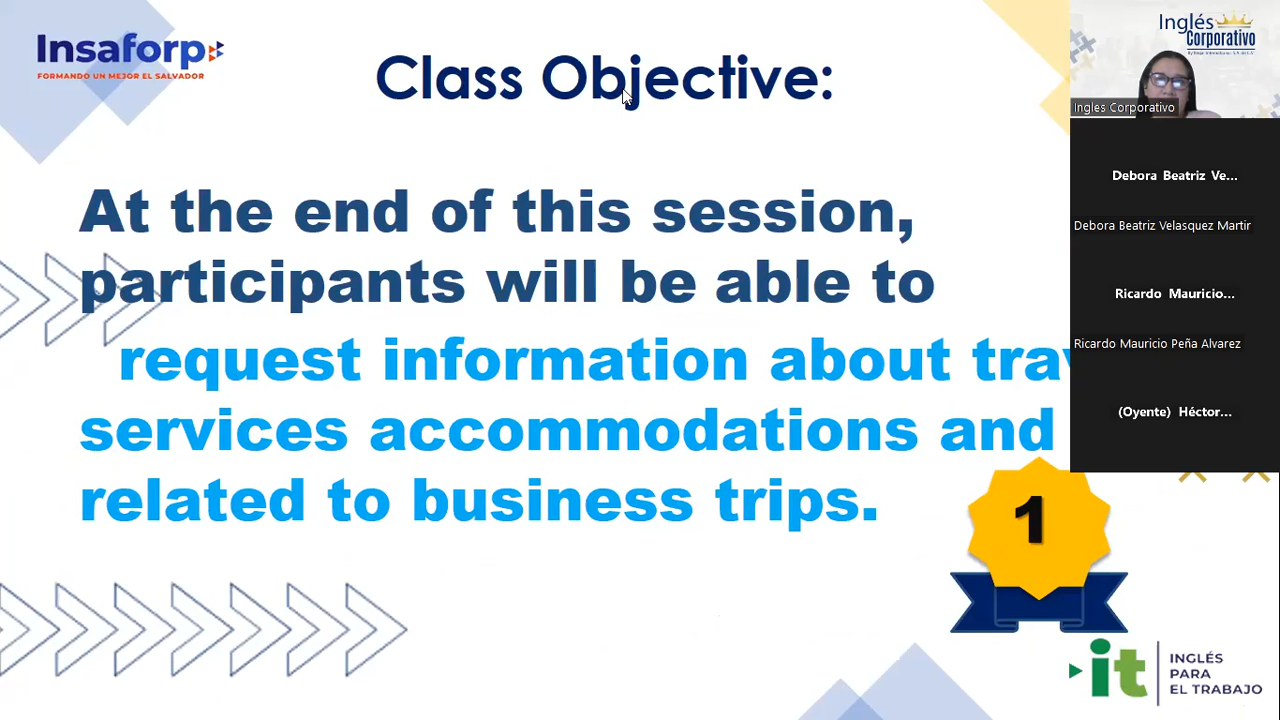 Insaforp
FORMANDO UN MEJOR EL SALVADOR
Class Objective:
At the end of this session,
participants will be able to
request information about
services accommodations and
related to business trips.
1
Inglés
Corporativo
Ingles Corporativo
Debora Beatriz Ve...
Debora Beatriz Velasquez Martir
Ricardo Mauricio...
Ricardo Mauricio Peña Alvarez
(Oyente) Héctor...
it
INGLÉS
PARA
EL TRABAJO